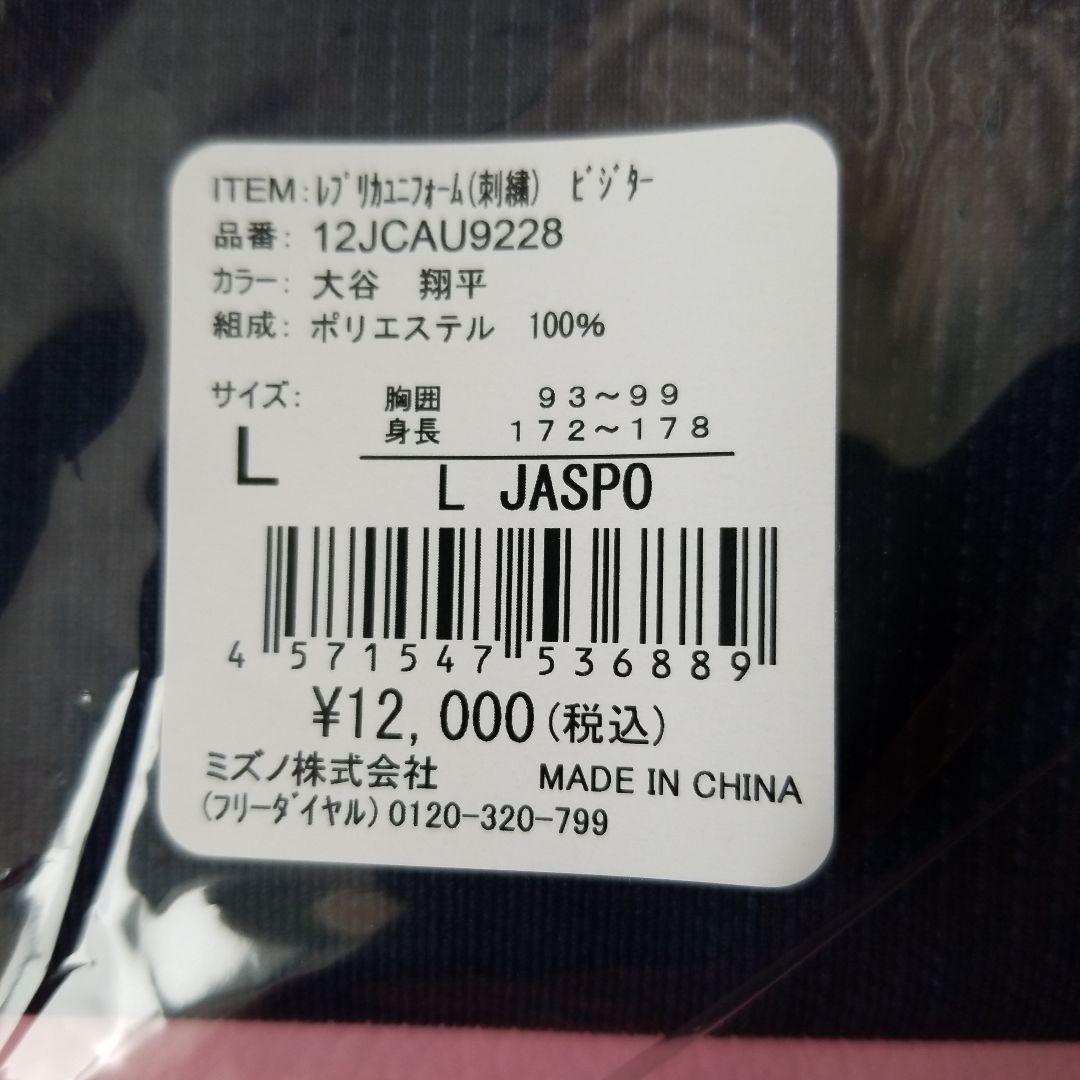 ITEM:ﾚﾌﾟﾘｶﾕﾆﾌｫｰﾑ(刺繍) ﾋﾞｼﾞﾀｰ
品番: 12JCAU9228
カラー: 大谷 翔平
組成: ポリエステル 100%
サイズ: 胸囲 93～99
身長 172～178
L
L JASPO
4 571547 536889
¥12,000(税込)
ミズノ株式会社 MADE IN CHINA
(フリーダイヤル)0120-320-799